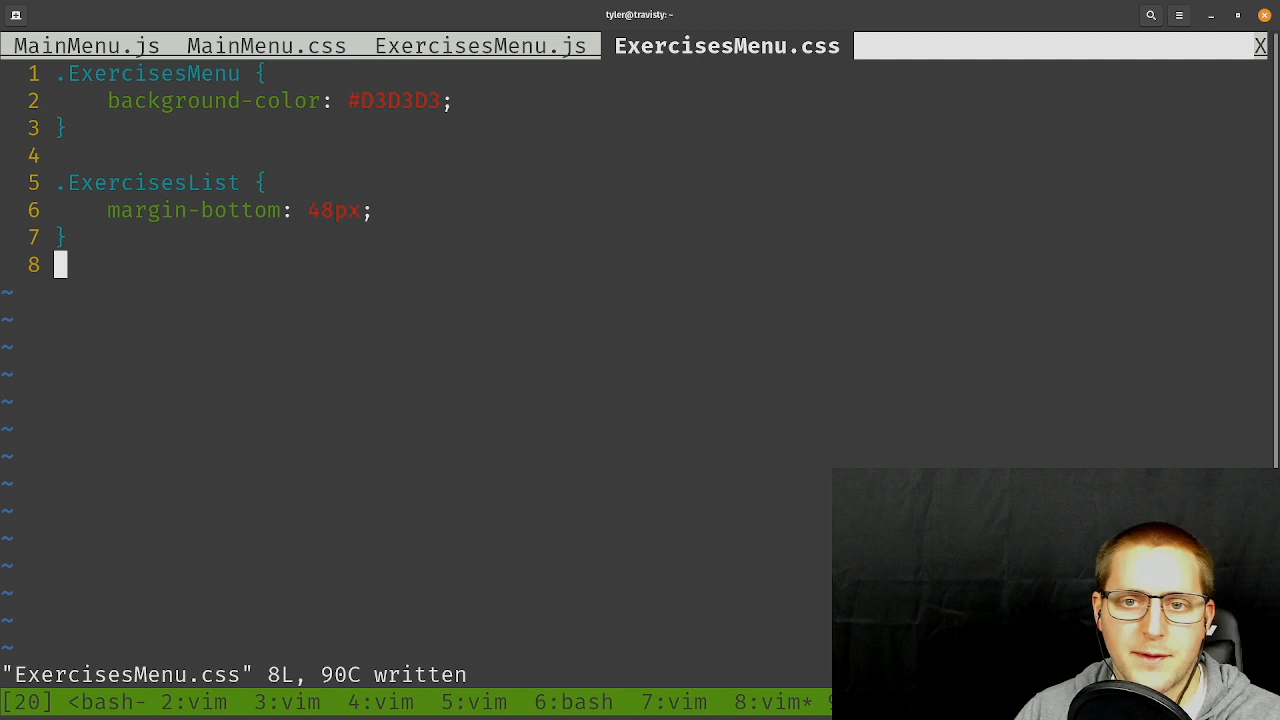 tyler@travisty: ~
MainMenu.js MainMenu.css ExercisesMenu.js ExercisesMenu.css X
1 .ExercisesMenu {
2 background-color: #D3D3D3;
3 }
4
5 .ExercisesList {
6 margin-bottom: 48px;
7 }
8
~
~
~
~
~
~
~
~
~
~
~
~
~
~
"ExercisesMenu.css" 8L, 90C written
[20] <bash- 2:vim 3:vim 4:vim 5:vim 6:bash 7:vim 8:vim*